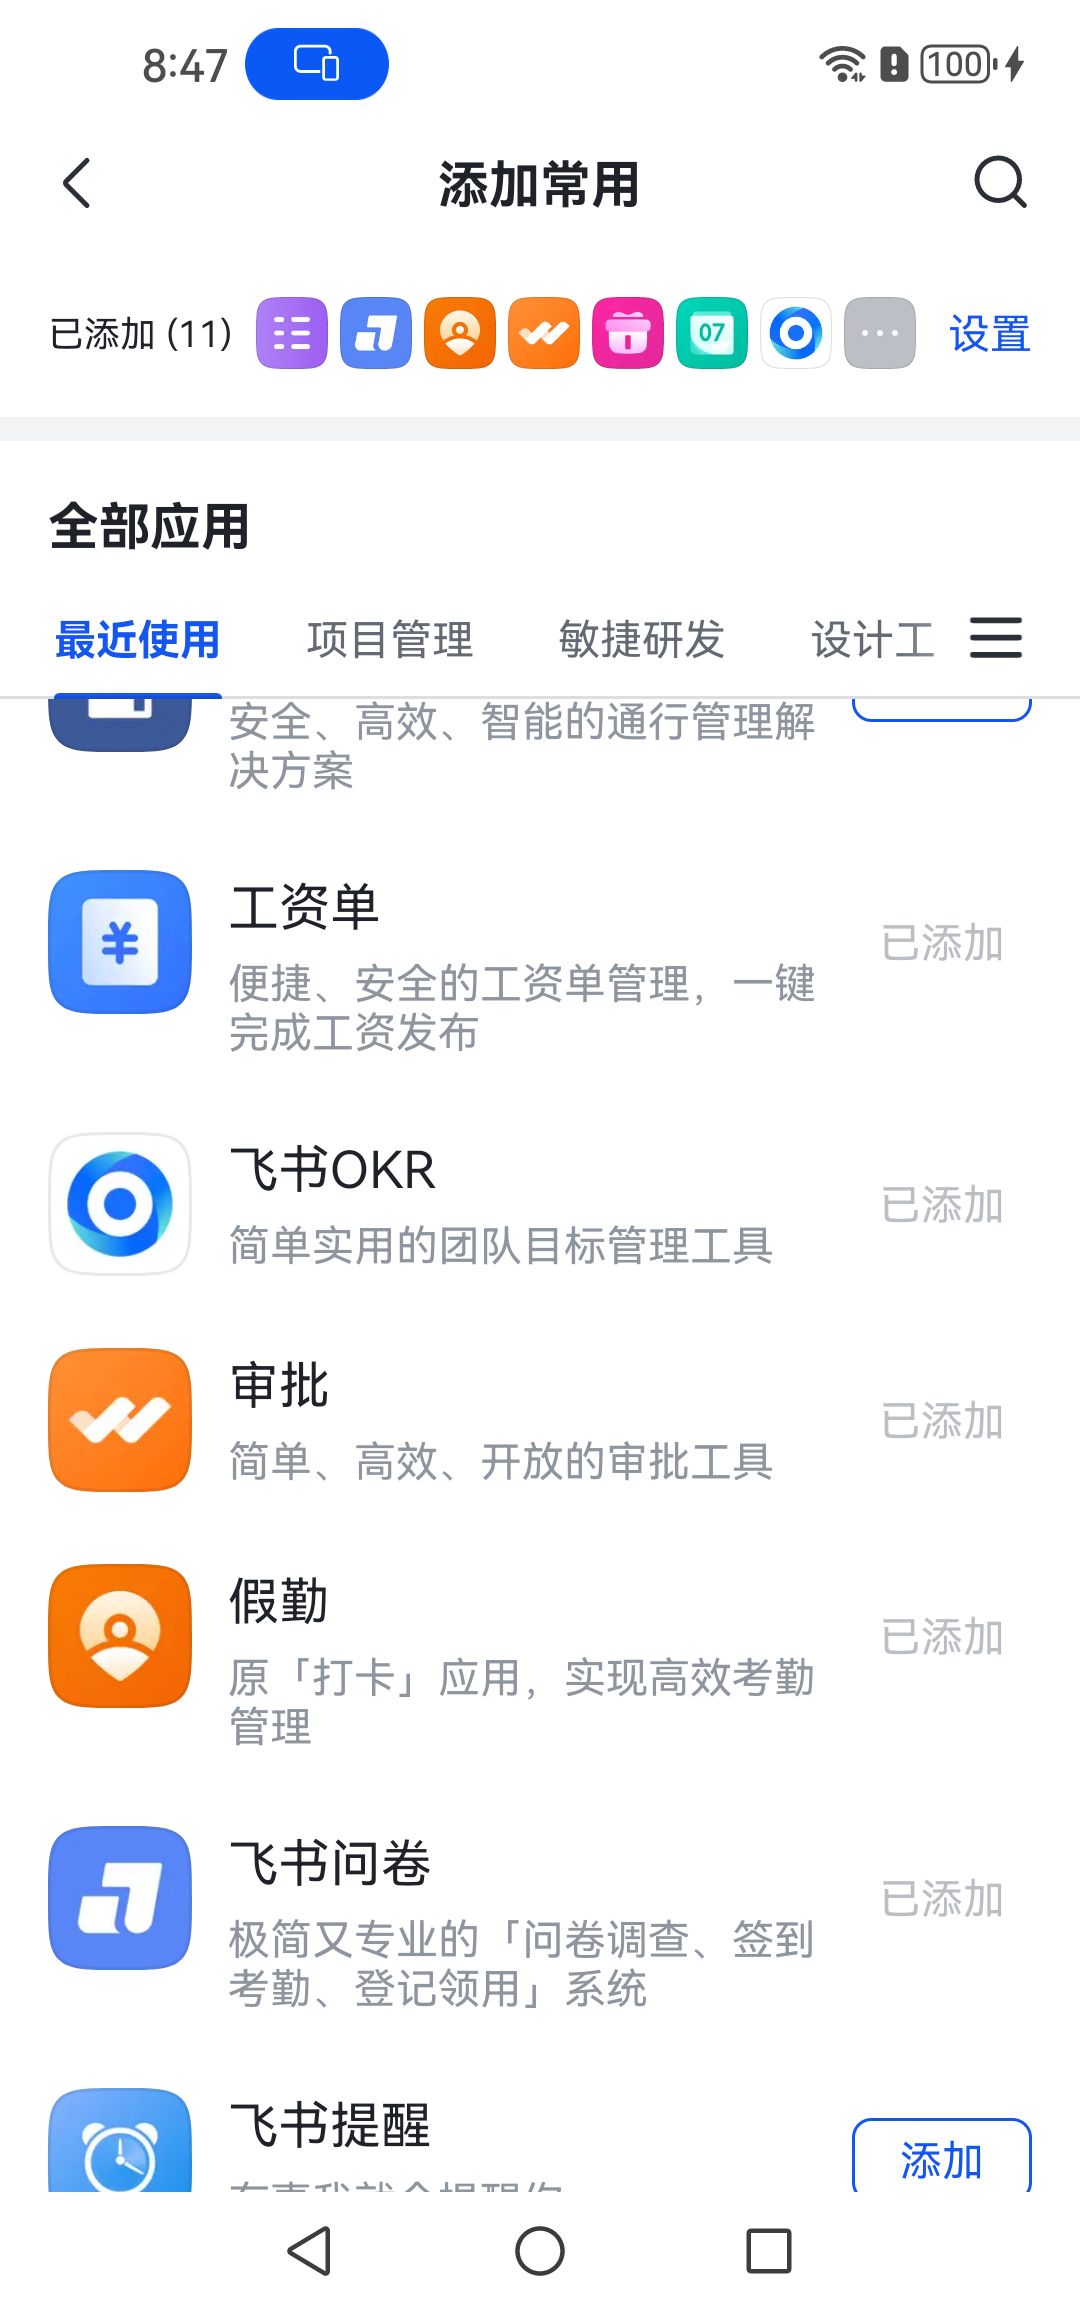 8:47
100
添加常用
已添加 (11)
07
设置
全部应用
最近使用 项目管理 敏捷研发 设计工
安全、高效、智能的通行管理解
决方案
工资单
已添加
便捷、安全的工资单管理，一键
完成工资发布
飞书OKR
已添加
简单实用的团队目标管理工具
审批
已添加
简单、高效、开放的审批工具
假勤
已添加
原「打卡」应用，实现高效考勤
管理
飞书问卷
已添加
极简又专业的「问卷调查、签到
考勤、登记领用」系统
飞书提醒
添加